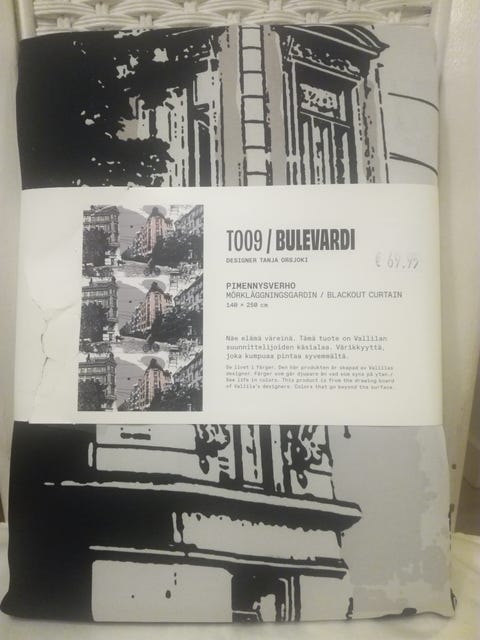 TOO9 / BULEVARDI
DESIGNER TANJA ORSJOKI
€ 69,95
PIMENNYSVERHO
MÖRKLÄGGNINGSGARDIN / BLACKOUT CURTAIN
140 × 250 cm
Näe elämä väreinä. Tämä tuote on Vallilan
suunnittelijoiden käsialaa. Värikkyyttä,
joka kumpuaa pintaa syvemmältä.
Se livet i färger. Den här produkten är skapad av Vallilas
designer. Färger som går djupare än vad som syns på ytan./
See life in colors. This product is from the drawing board
of Vallila's designers. Colors that go beyond the surface.